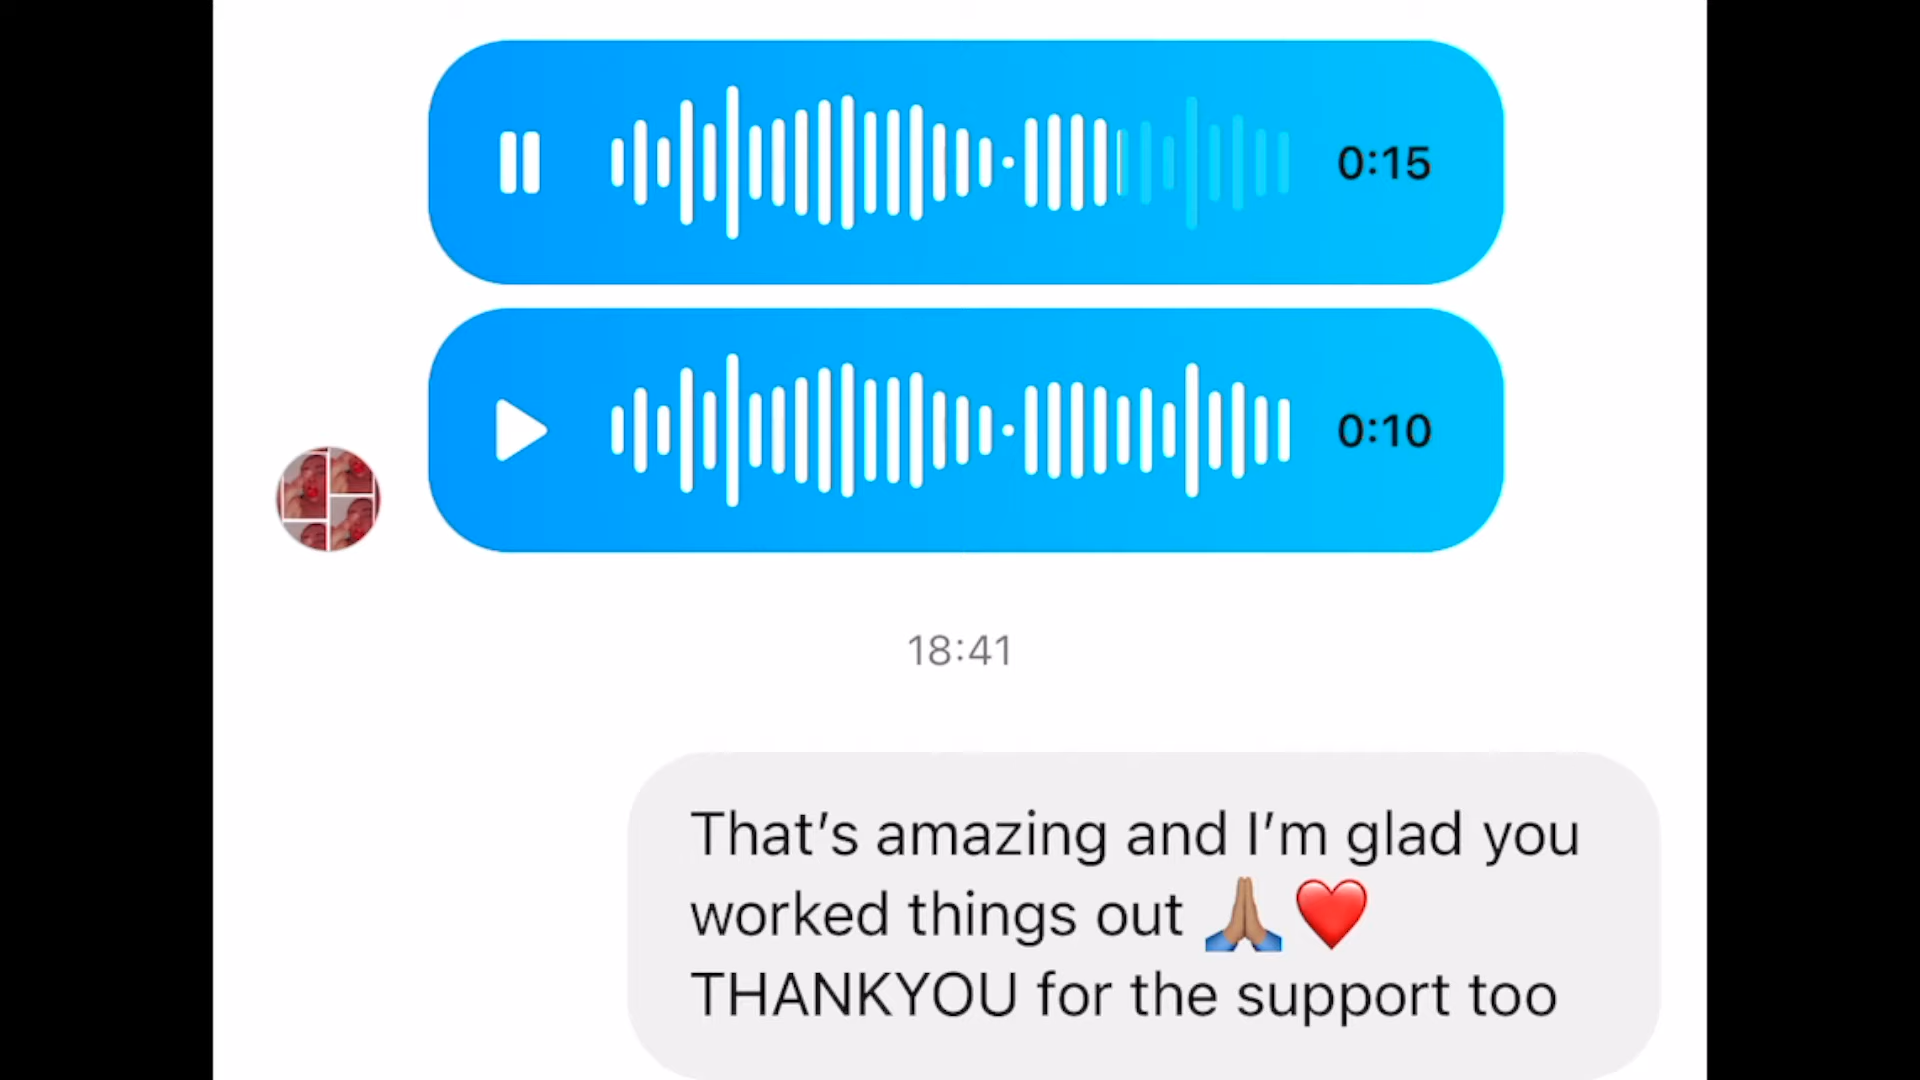 0:15
0:10
18:41
That’s amazing and I’m glad you
worked things out 🙏🏽❤️
THANKYOU for the support too